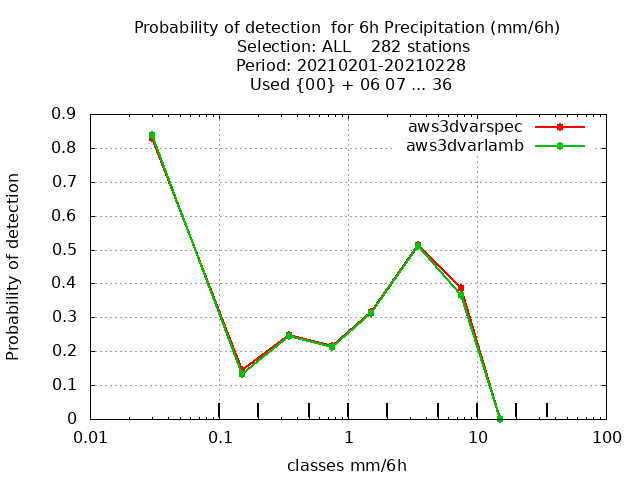 Probability of detection  for 6h Precipitation (mm/6h)
Selection: ALL    282 stations
Period: 20210201-20210228
Used {00} + 06 07 ... 36
aws3dvarspec
aws3dvarlamb
Probability of detection
0.9
0.8
0.7
0.6
0.5
0.4
0.3
0.2
0.1
0
0.01 0.1 1 10 100
classes mm/6h